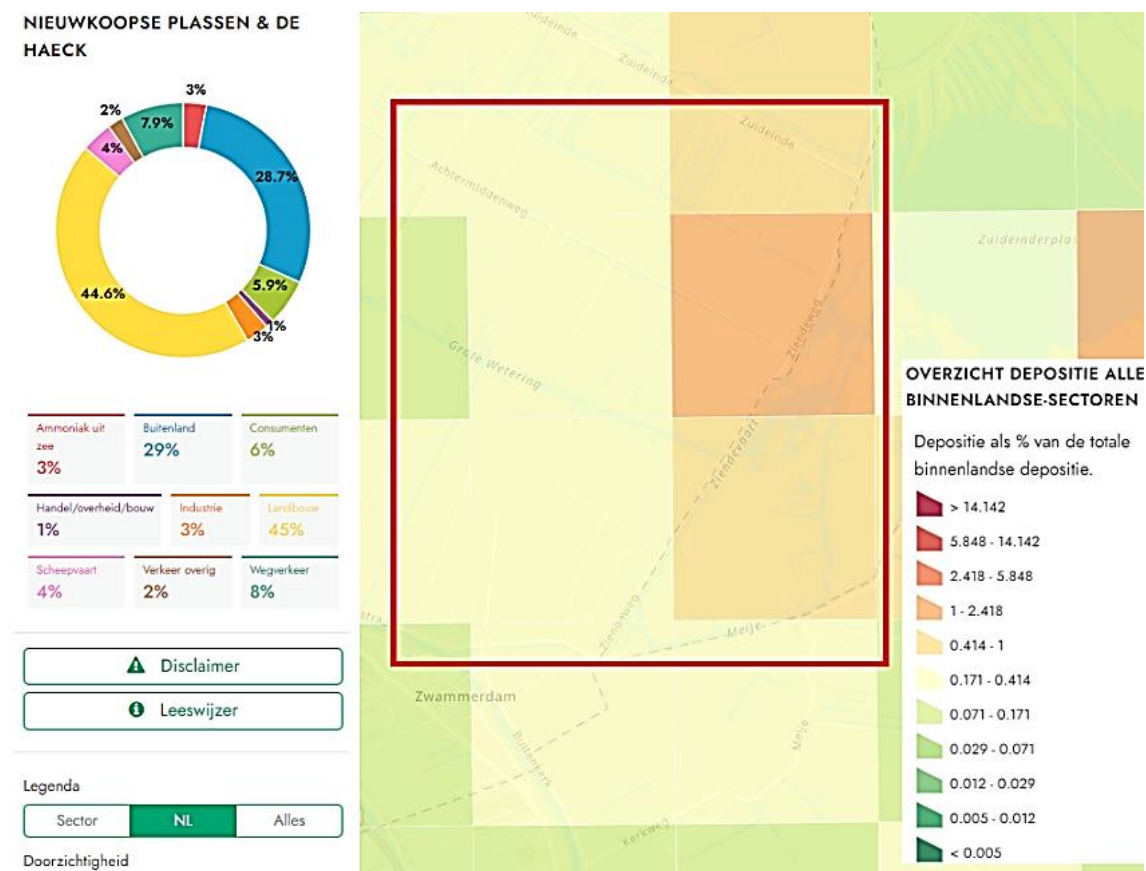 NIEUWKOOPSE PLASSEN & DE
HAECK
3%
2%
7.9%
4%
28.7%
44.6%
5.9%
1%
3%
Ammoniak uit
zee
3%
Buitenland
29%
Consumenten
6%
Handel/overheid/bouw
1%
Industrie
3%
Landbouw
45%
Scheepvaart
4%
Verkeer overig
2%
Wegverkeer
8%
Disclaimer
Leeswijzer
Legenda
Sector
NL
Alles
Doorzichtigheid
Zuideinde
Zuideinde
Zuideinde
Achtermiddenweg
Zuideinderplas
Ziendeweg
Grote Wetering
Ziendevaart
Ziendeweg
Meije
Zwammerdam
Buitenkerk
Meije
Kerkweg
OVERZICHT DEPOSITIE ALLE
BINNENLANDSE-SECTOREN
Depositie als % van de totale
binnenlandse depositie.
> 14.142
5.848 - 14.142
2.418 - 5.848
1 - 2.418
0.414 - 1
0.171 - 0.414
0.071 - 0.171
0.029 - 0.071
0.012 - 0.029
0.005 - 0.012
< 0.005